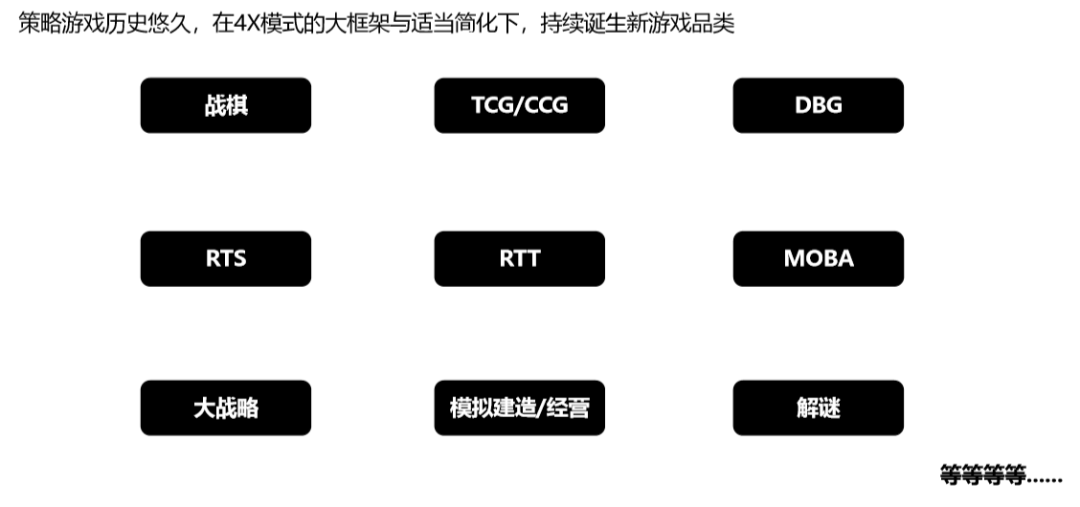 策略游戏历史悠久，在4X模式的大框架与适当简化下，持续诞生新游戏品类
战棋
TCG/CCG
DBG
RTS
RTT
MOBA
大战略
模拟建造/经营
解谜
等等等等......